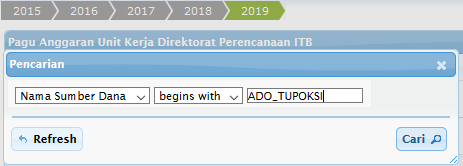 2015 2016 2017 2018 2019
Pagu Anggaran Unit Kerja Direktorat Perencanaan ITB
Pencarian
Nama Sumber Dana begins with ADO_TUPOKSI
Refresh Cari